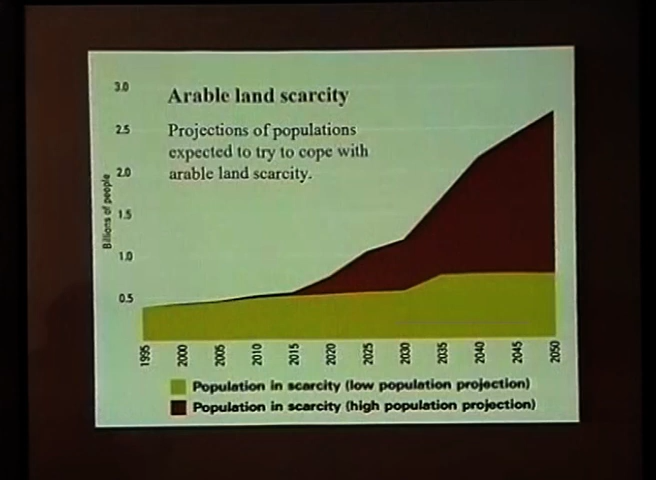 Arable land scarcity
Projections of populations
expected to try to cope with
arable land scarcity.
Billions of people
3.0
2.5
2.0
1.5
1.0
0.5
1995
2000
2005
2010
2015
2020
2025
2030
2035
2040
2045
2050
Population in scarcity (low population projection)
Population in scarcity (high population projection)